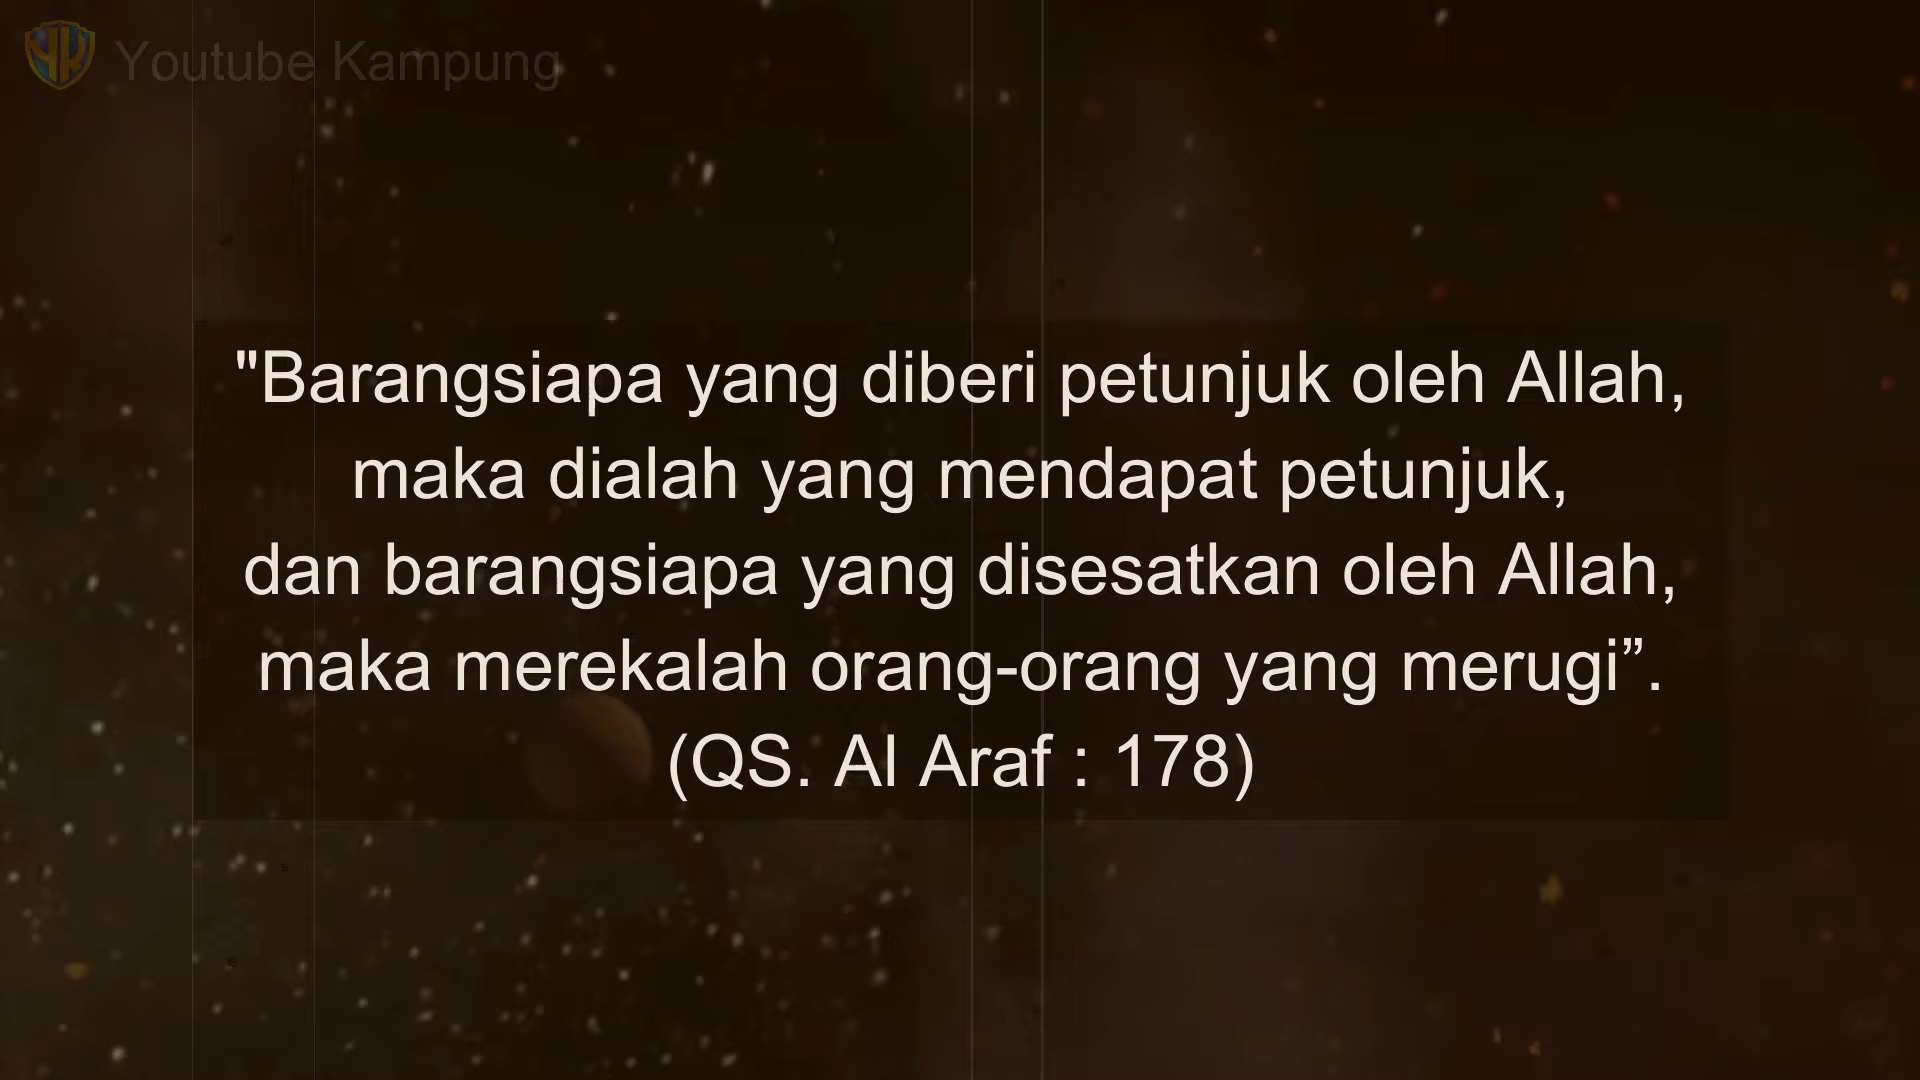 Youtube Kampung
"Barangsiapa yang diberi petunjuk oleh Allah,
maka dialah yang mendapat petunjuk,
dan barangsiapa yang disesatkan oleh Allah,
maka merekalah orang-orang yang merugi”.
(QS. Al Araf : 178)